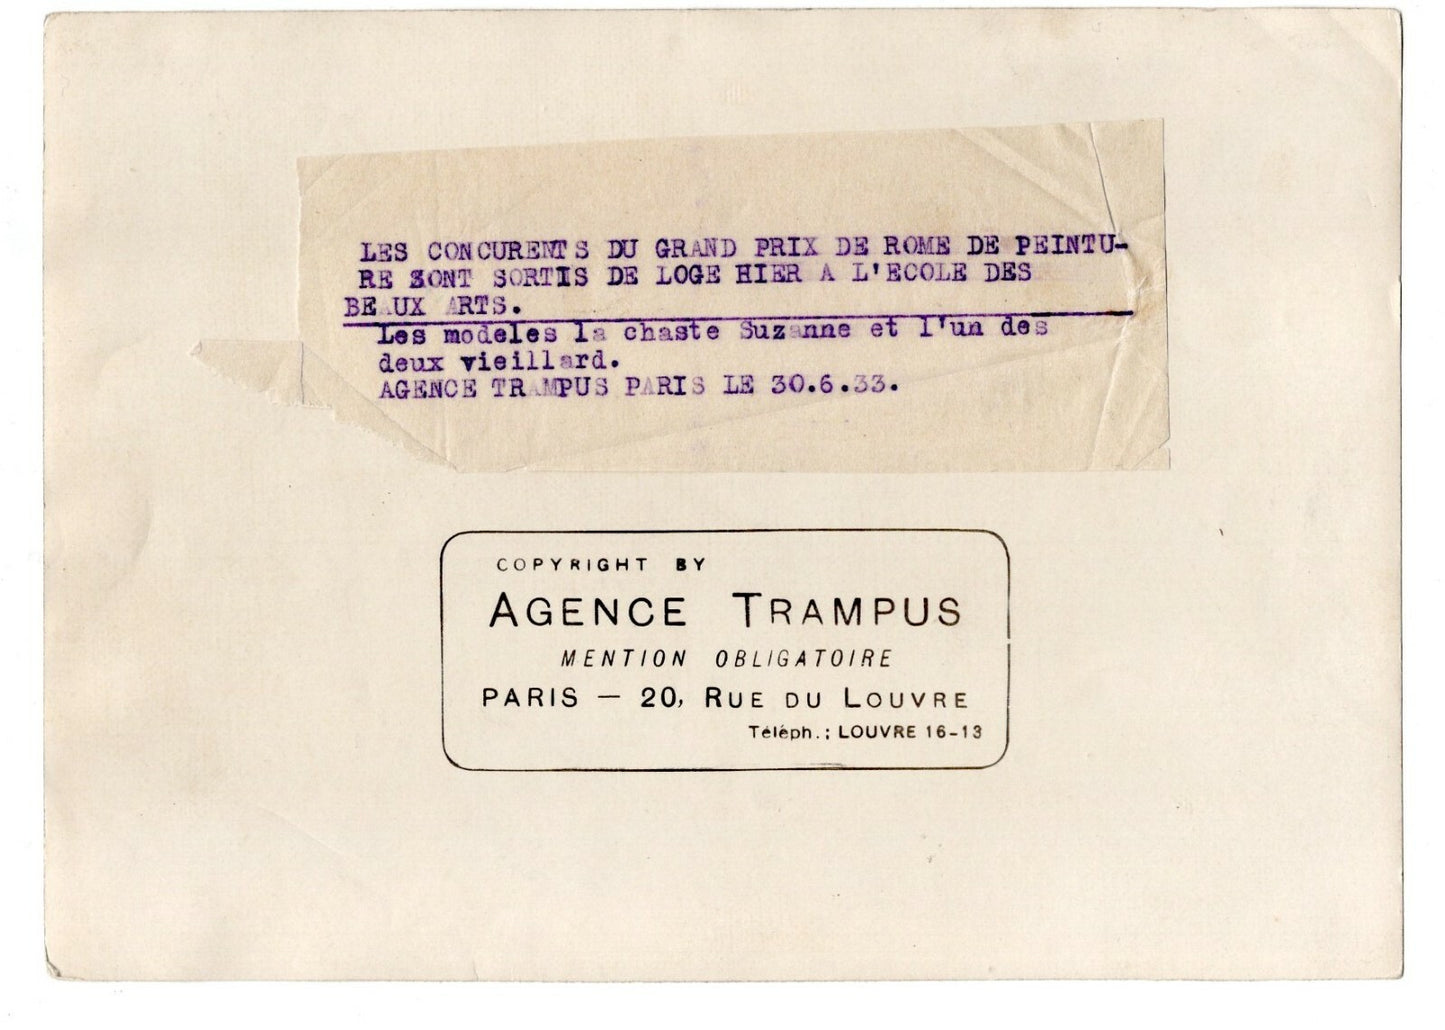 LES CONCURENTS DU GRAND PRIX DE ROME DE PEINTU-
RE SONT SORTIS DE LOGE HIER A L'ECOLE DES
BEAUX ARTS.
Les modeles la chaste Suzanne et l'un des
deux vieillard.
AGENCE TRAMPUS PARIS LE 30.6.33.
COPYRIGHT BY
AGENCE TRAMPUS
MENTION OBLIGATOIRE
PARIS — 20, RUE DU LOUVRE
Téléph.: LOUVRE 16-13